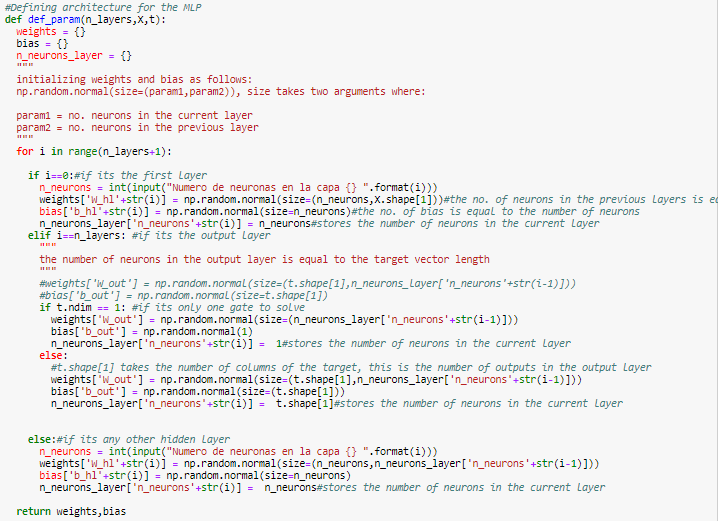 #Defining architecture for the MLP
def def_param(n_layers,X,t):
  weights = {}
  bias = {}
  n_neurons_layer = {}
  """
  initializing weights and bias as follows:
  np.random.normal(size=(param1,param2)), size takes two arguments where:

  param1 = no. neurons in the current layer
  param2 = no. neurons in the previous layer
  """
  for i in range(n_layers+1):

    if i==0:#if its the first layer
      n_neurons = int(input("Numero de neuronas en la capa {} ".format(i)))
      weights['W_hl'+str(i)] = np.random.normal(size=(n_neurons,X.shape[1]))#the no. of neurons in the previous layers is
      bias['b_hl'+str(i)] = np.random.normal(size=n_neurons)#the no. of bias is equal to the number of neurons
      n_neurons_layer['n_neurons'+str(i)] = n_neurons#stores the number of neurons in the current layer
    elif i==n_layers: #if its the output layer
      """
      the number of neurons in the output layer is equal to the target vector length
      """
      #weights['W_out'] = np.random.normal(size=(t.shape[1],n_neurons_layer['n_neurons'+str(i-1)]))
      #bias['b_out'] = np.random.normal(size=t.shape[1])
      if t.ndim == 1: #if its only one gate to solve
        weights['W_out'] = np.random.normal(size=(n_neurons_layer['n_neurons'+str(i-1)]))
        bias['b_out'] = np.random.normal(1)
        n_neurons_layer['n_neurons'+str(i)] =  1#stores the number of neurons in the current layer
      else:
        #t.shape[1] takes the number of columns of the target, this is the number of outputs in the output layer
        weights['W_out'] = np.random.normal(size=(t.shape[1],n_neurons_layer['n_neurons'+str(i-1)]))
        bias['b_out'] = np.random.normal(size=(t.shape[1]))
        n_neurons_layer['n_neurons'+str(i)] =  t.shape[1]#stores the number of neurons in the current layer


    else:#if its any other hidden layer
      n_neurons = int(input("Numero de neuronas en la capa {} ".format(i)))
      weights['W_hl'+str(i)] = np.random.normal(size=(n_neurons,n_neurons_layer['n_neurons'+str(i-1)]))
      bias['b_hl'+str(i)] = np.random.normal(size=n_neurons)
      n_neurons_layer['n_neurons'+str(i)] =  n_neurons#stores the number of neurons in the current layer

  return weights,bias